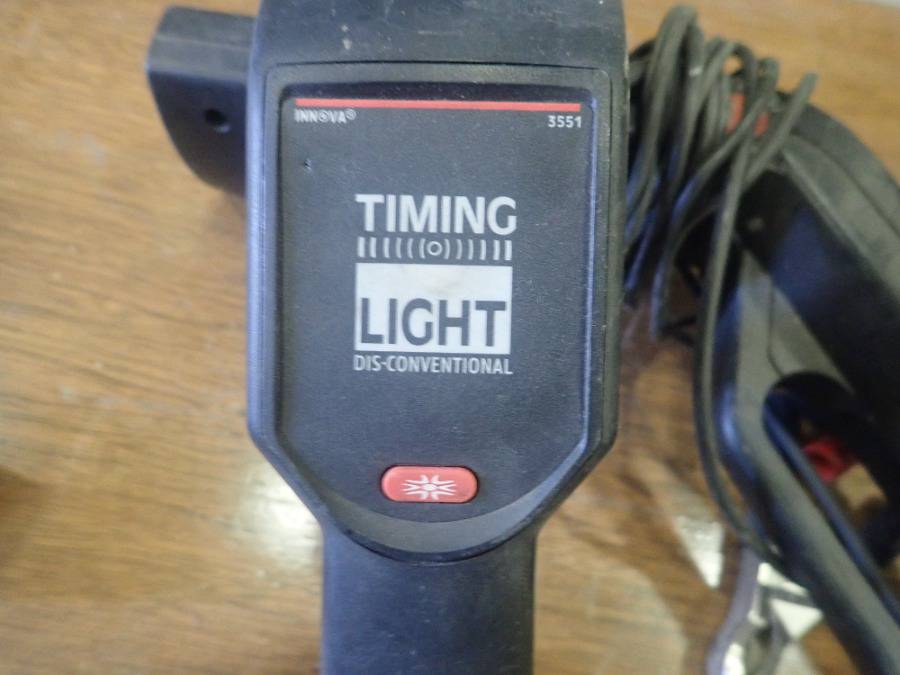 INNOVA® 3551
TIMING
LIGHT
DIS-CONVENTIONAL